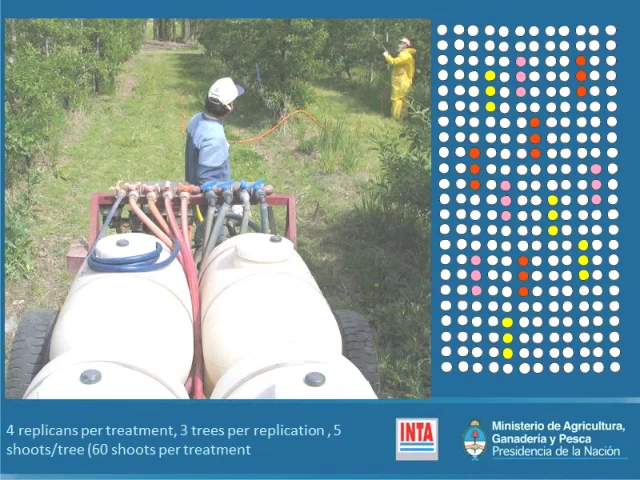 4 replicans per treatment, 3 trees per replication , 5
shoots/tree (60 shoots per treatment
INTA
Ministerio de Agricultura,
Ganadería y Pesca
Presidencia de la Nación